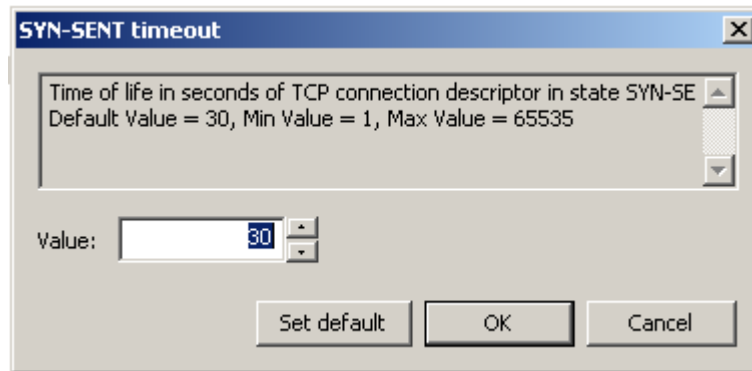 SYN-SENT timeout
Time of life in seconds of TCP connection descriptor in state SYN-SE
Default Value = 30, Min Value = 1, Max Value = 65535
Value: 30
Set default OK Cancel